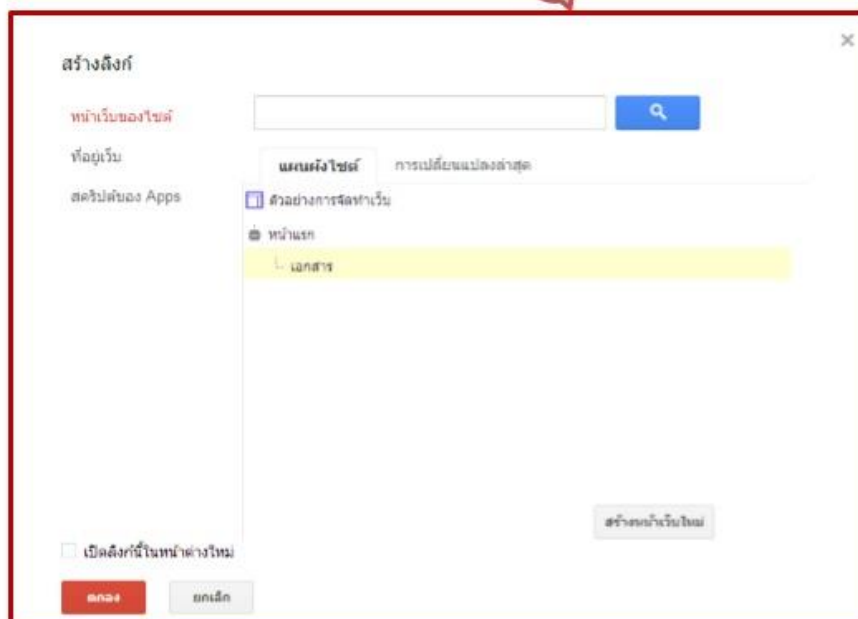 สร้างลิงก์
หน้าเว็บของไซต์
ที่อยู่เว็บ
แผนผังไซต์ การเปลี่ยนแปลงล่าสุด
สคริปต์ของ Apps
ตัวอย่างการจัดทำเว็บ
หน้าแรก
เอกสาร
สร้างหน้าเว็บใหม่
เปิดลิงก์นี้ในหน้าต่างใหม่
ตกลง ยกเลิก